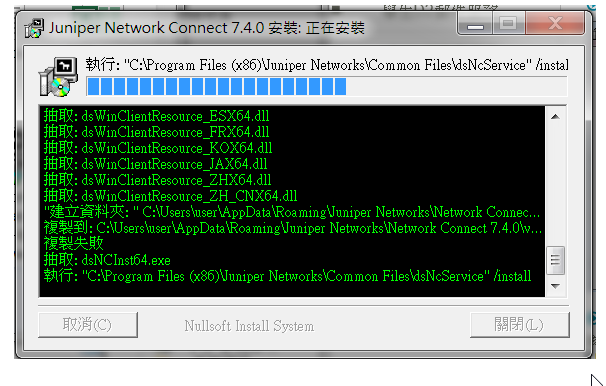 Juniper Network Connect 7.4.0 安裝: 正在安裝
執行: "C:\Program Files (x86)\Juniper Networks\Common Files\dsNcService" /instal
抽取: dsWinClientResource_ESX64.dll
抽取: dsWinClientResource_FRX64.dll
抽取: dsWinClientResource_KOX64.dll
抽取: dsWinClientResource_JAX64.dll
抽取: dsWinClientResource_ZHX64.dll
抽取: dsWinClientResource_ZH_CNX64.dll
"建立資料夾: " C:\Users\user\AppData\Roaming\Juniper Networks\Network Connec...
複製到: C:\Users\user\AppData\Roaming\Juniper Networks\Network Connect 7.4.0\v...
複製失敗
抽取: dsNCInst64.exe
執行: "C:\Program Files (x86)\Juniper Networks\Common Files\dsNcService" /install
取消(C)
Nullsoft Install System
關閉(L)